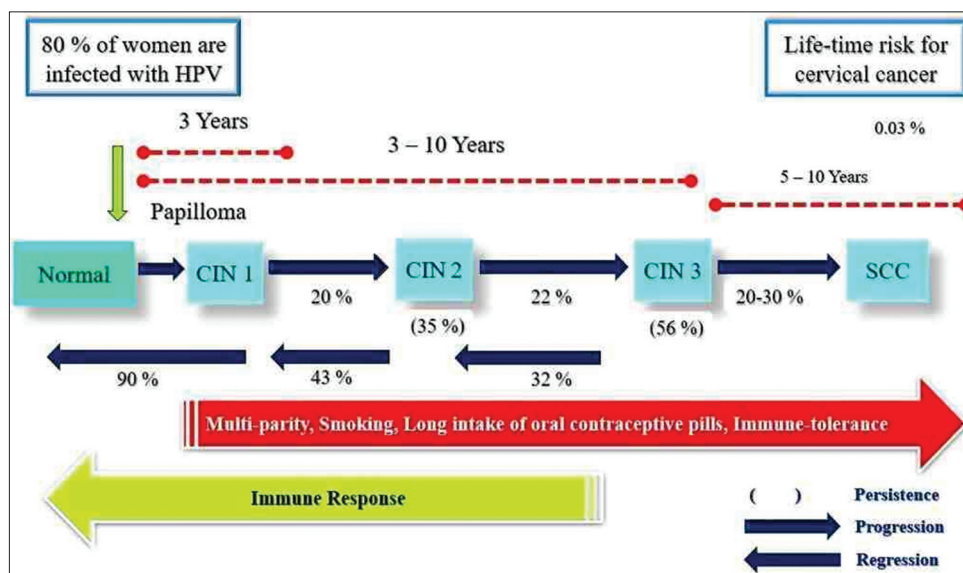 80 % of women are
infected with HPV
Life-time risk for
cervical cancer
0.03 %
3 Years
3 – 10 Years
5 – 10 Years
Papilloma
Normal
CIN 1
CIN 2
CIN 3
SCC
20 %
22 %
20-30 %
(35 %)
(56 %)
90 %
43 %
32 %
Multi-parity, Smoking, Long intake of oral contraceptive pills, Immune-tolerance
Immune Response
( ) Persistence
Progression
Regression